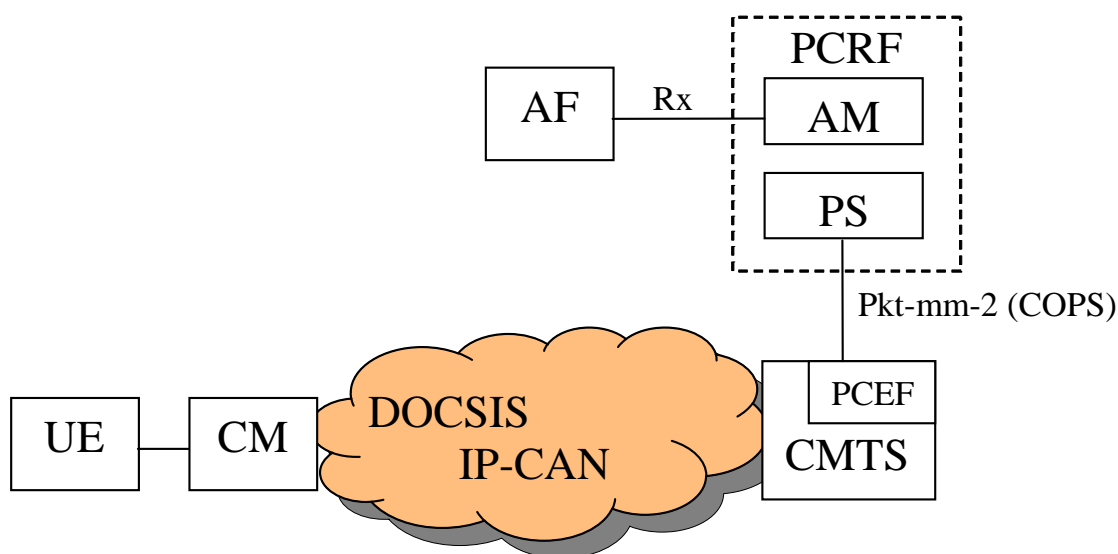 PCRF
AF
Rx
AM
PS
Pkt-mm-2 (COPS)
PCEF
UE
CM
DOCSIS
IP-CAN
CMTS